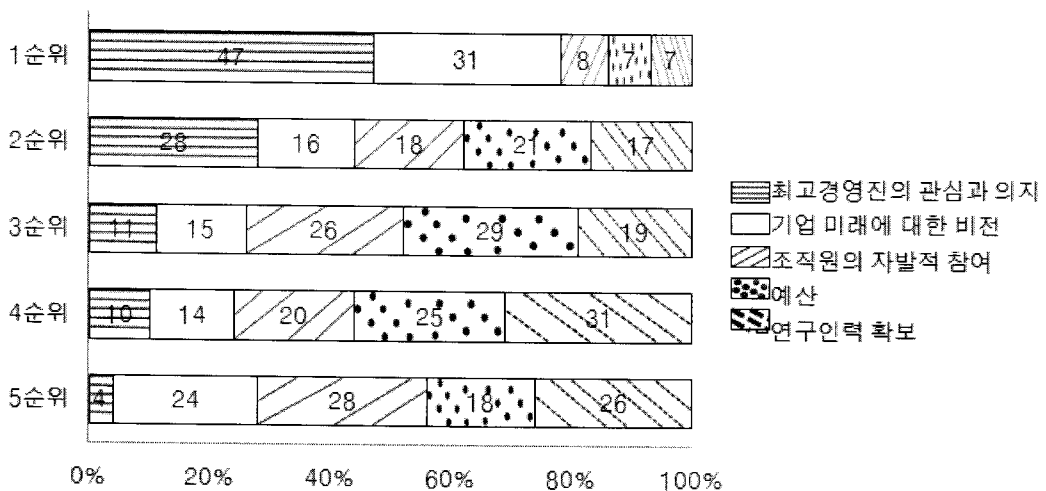 1순위 47 31 8 7 7
2순위 28 16 18 21 17
3순위 11 15 26 29 19
4순위 10 14 20 25 31
5순위 4 24 28 18 26
0% 20% 40% 60% 80% 100%
최고경영진의 관심과 의지
기업 미래에 대한 비전
조직원의 자발적 참여
예산
연구인력 확보